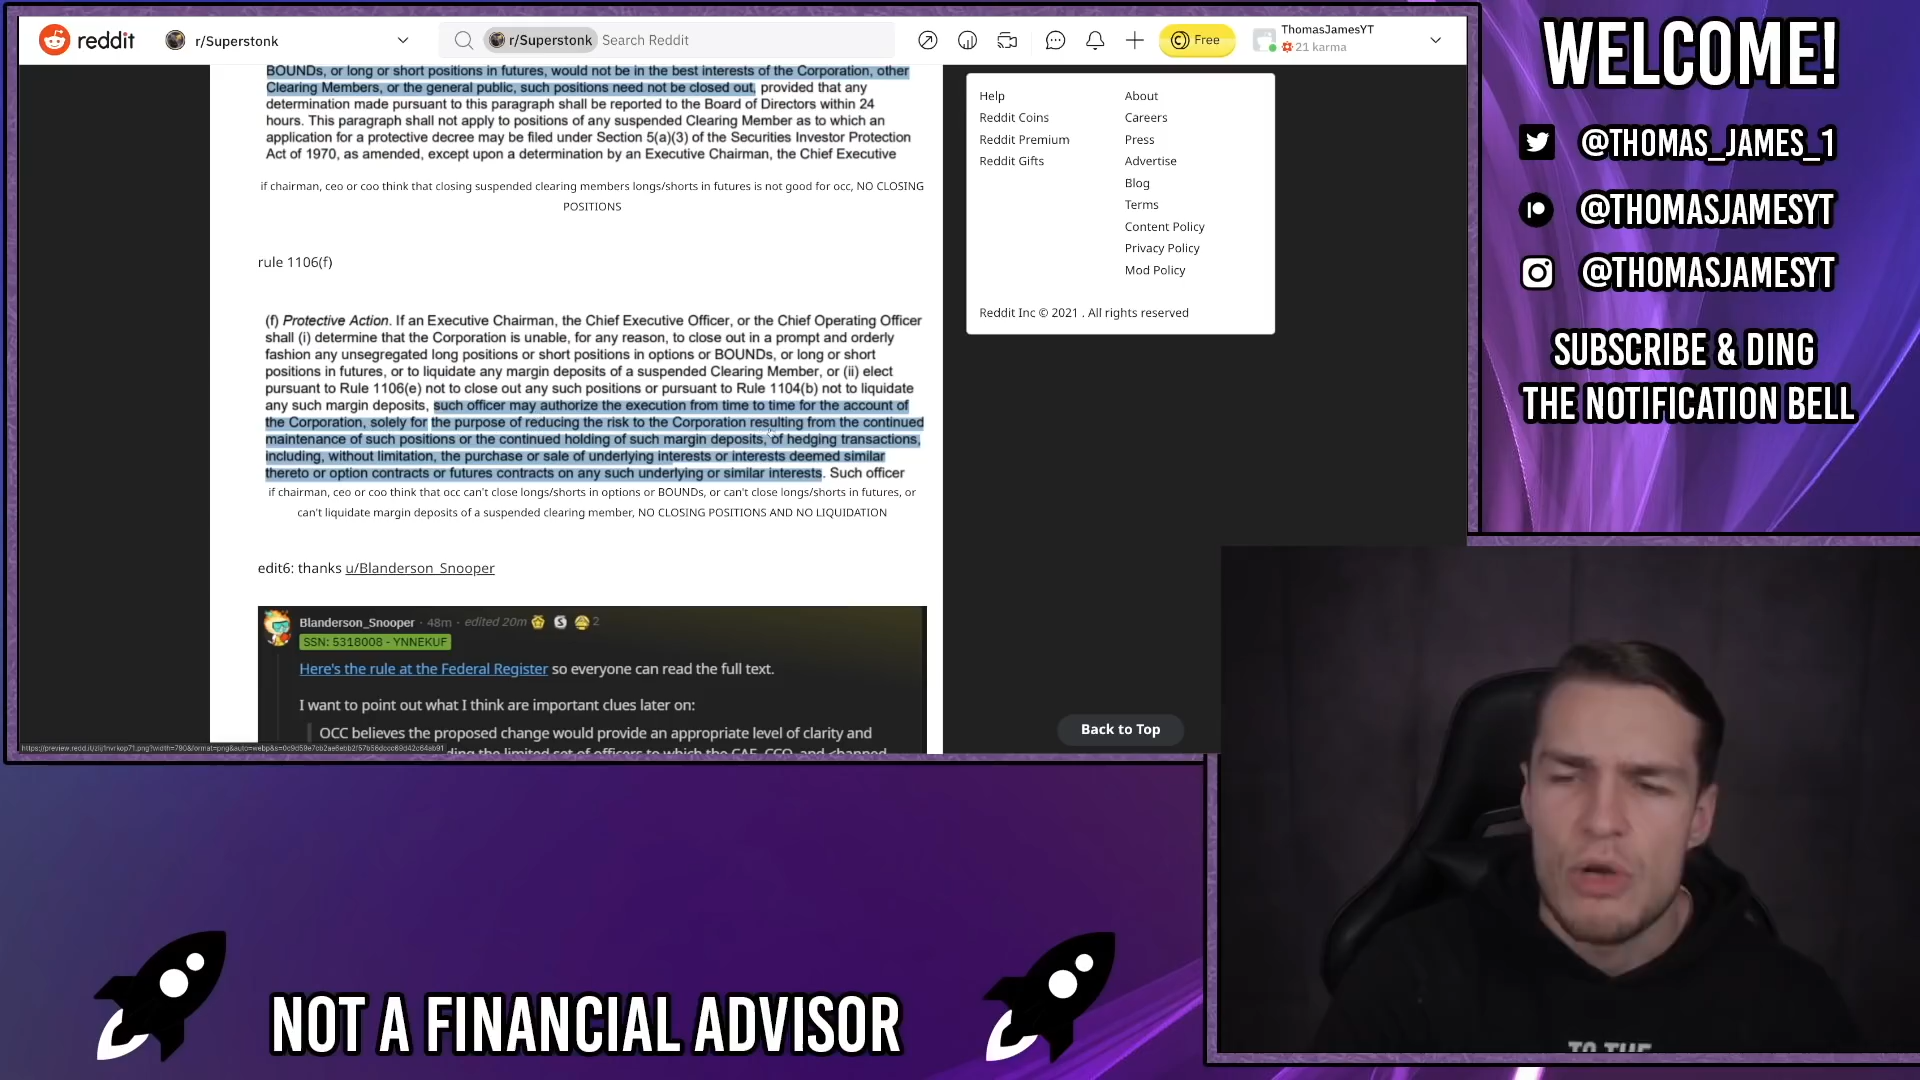 reddit
r/Superstonk
r/Superstonk Search Reddit
Free
ThomasJamesYT
21 karma
BOUNDs, or long or short positions in futures, would not be in the best interests of the Corporation, other
Clearing Members, or the general public, such positions need not be closed out, provided that any
determination made pursuant to this paragraph shall be reported to the Board of Directors within 24
hours. This paragraph shall not apply to positions of any suspended Clearing Member as to which an
application for a protective decree may be filed under Section 5(a)(3) of the Securities Investor Protection
Act of 1970, as amended, except upon a determination by an Executive Chairman, the Chief Executive
if chairman, ceo or coo think that closing suspended clearing members longs/shorts in futures is not good for occ, NO CLOSING
POSITIONS
rule 1106(f)
(f) Protective Action. If an Executive Chairman, the Chief Executive Officer, or the Chief Operating Officer
shall (i) determine that the Corporation is unable, for any reason, to close out in a prompt and orderly
fashion any unsegregated long positions or short positions in options or BOUNDs, or long or short
positions in futures, or to liquidate any margin deposits of a suspended Clearing Member, or (ii) elect
pursuant to Rule 1106(e) not to close out any such positions or pursuant to Rule 1104(b) not to liquidate
any such margin deposits, such officer may authorize the execution from time to time for the account of
the Corporation, solely for the purpose of reducing the risk to the Corporation resulting from the continued
maintenance of such positions or the continued holding of such margin deposits, of hedging transactions,
including, without limitation, the purchase or sale of underlying interests or interests deemed similar
thereto or option contracts or futures contracts on any such underlying or similar interests. Such officer
if chairman, ceo or coo think that occ can't close longs/shorts in options or BOUNDs, or can't close longs/shorts in futures, or
can't liquidate margin deposits of a suspended clearing member, NO CLOSING POSITIONS AND NO LIQUIDATION
edit6: thanks u/Blanderson_Snooper
Blanderson_Snooper · 48m · edited 20m 2
SSN: 5318008 - YNNEKUF
Here's the rule at the Federal Register so everyone can read the full text.
I want to point out what I think are important clues later on:
OCC believes the proposed change would provide an appropriate level of clarity and
ding the limited set of officers to which the CAE, CCO, and chapped
Help
Reddit Coins
Reddit Premium
Reddit Gifts
About
Careers
Press
Advertise
Blog
Terms
Content Policy
Privacy Policy
Mod Policy
Reddit Inc © 2021 . All rights reserved
Back to Top
WELCOME!
@THOMAS_JAMES_1
@THOMASJAMESYT
@THOMASJAMESYT
SUBSCRIBE & DING
THE NOTIFICATION BELL
NOT A FINANCIAL ADVISOR
TO THE